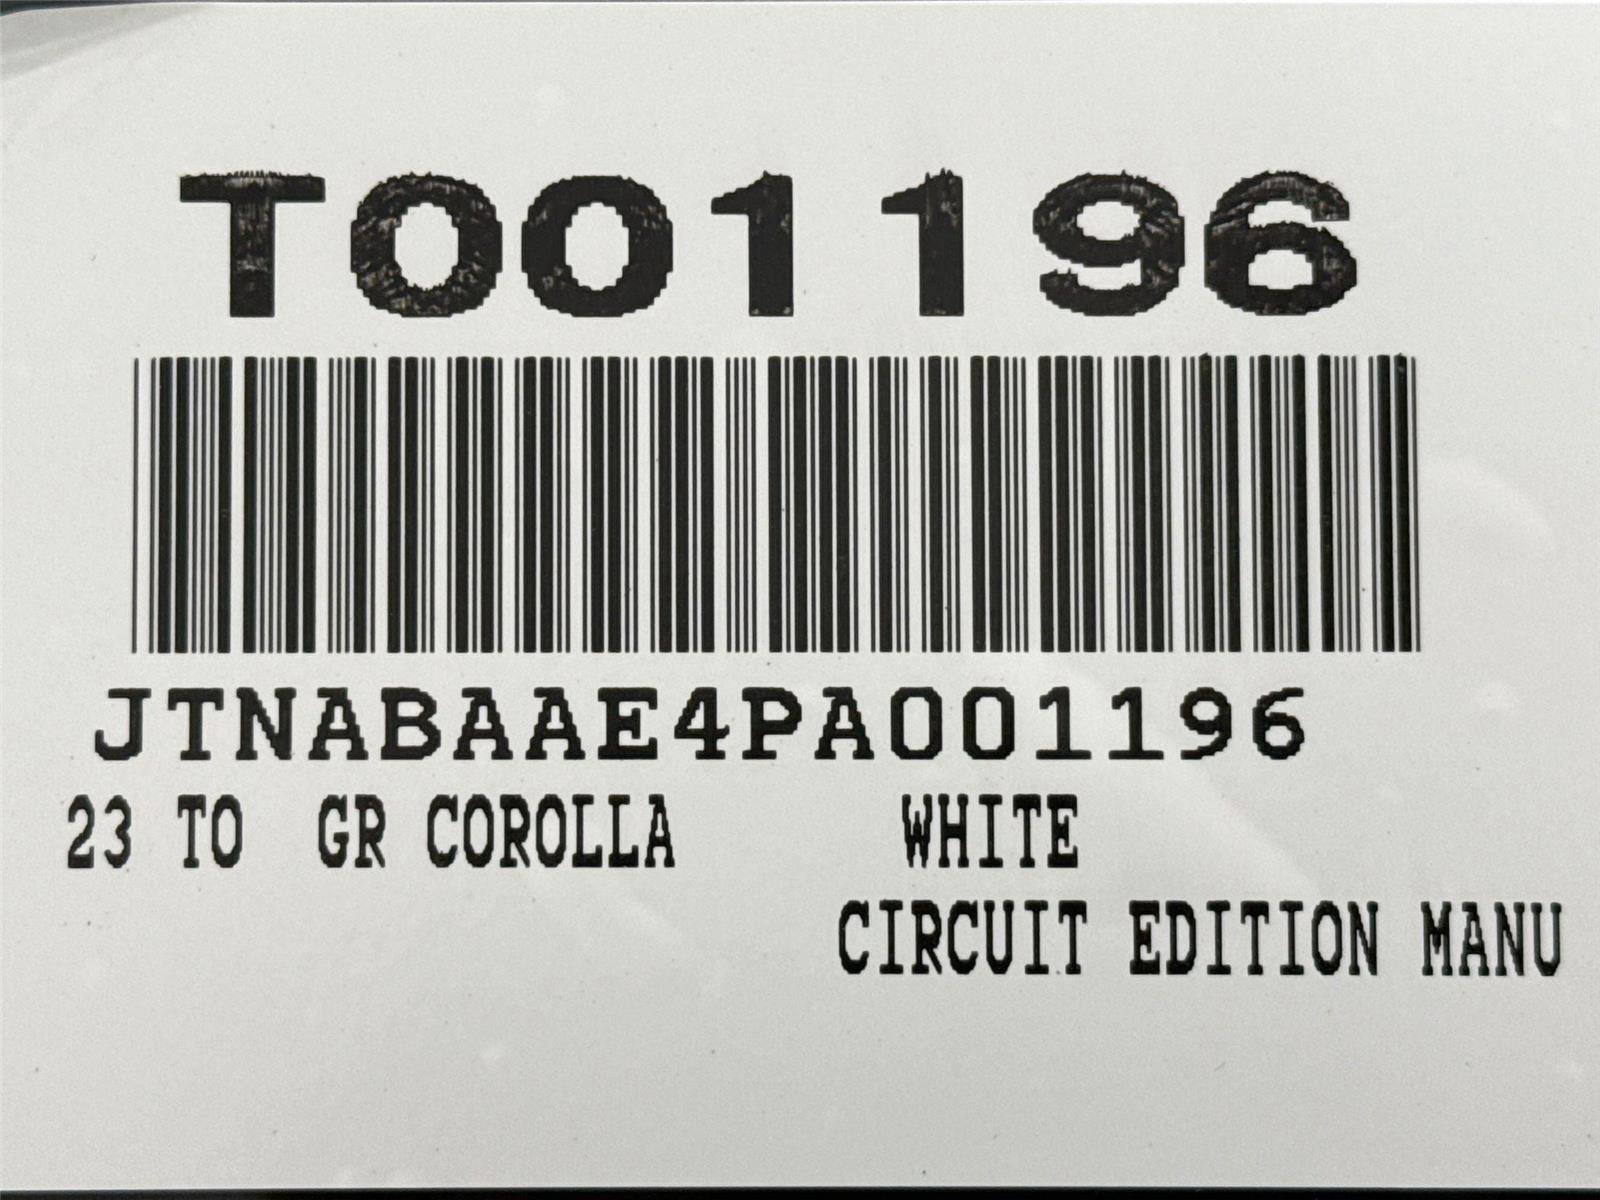 T001196
JTNABAAE4PA001196
23 TO GR COROLLA WHITE
CIRCUIT EDITION MANU